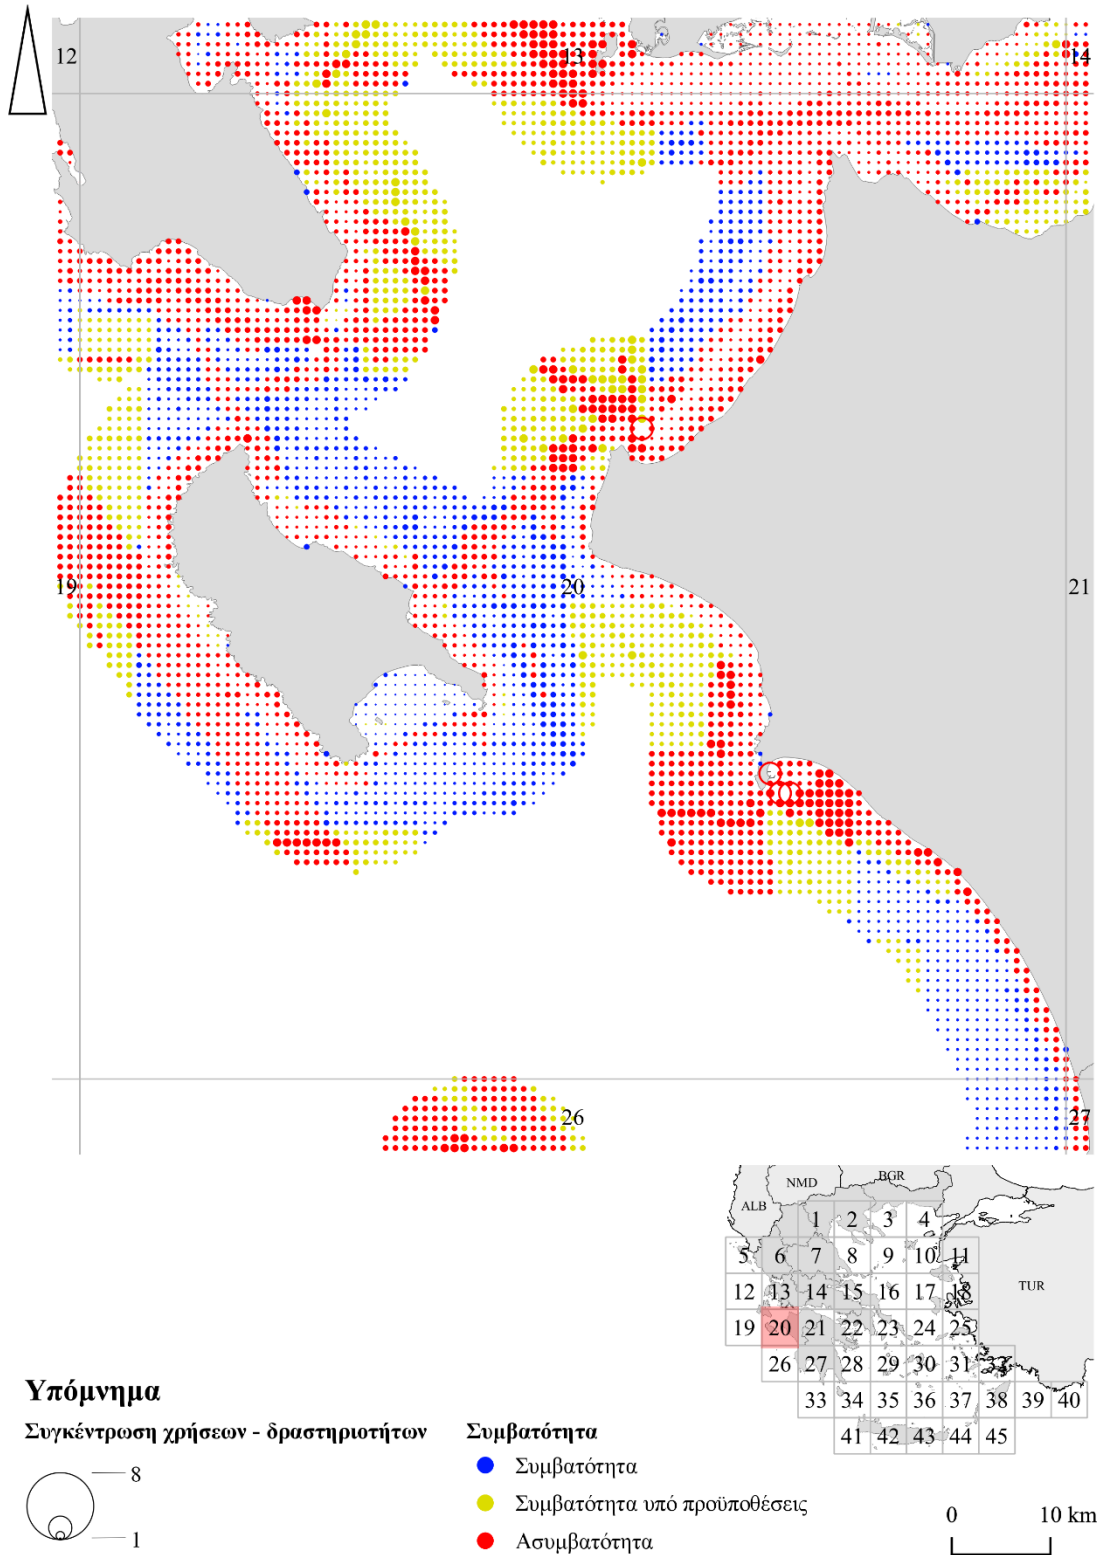 12 13 14
19 20 21
26 27
NMD BGR
ALB
1 2 3 4
5 6 7 8 9 10 11
TUR
12 13 14 15 16 17 18
19 20 21 22 23 24 25
26 27 28 29 30 31 32
33 34 35 36 37 38 39 40
41 42 43 44 45
Υπόμνημα
Συγκέντρωση χρήσεων - δραστηριοτήτων
8
1
Συμβατότητα
Συμβατότητα
Συμβατότητα υπό προϋποθέσεις
Ασυμβατότητα
0 10 km